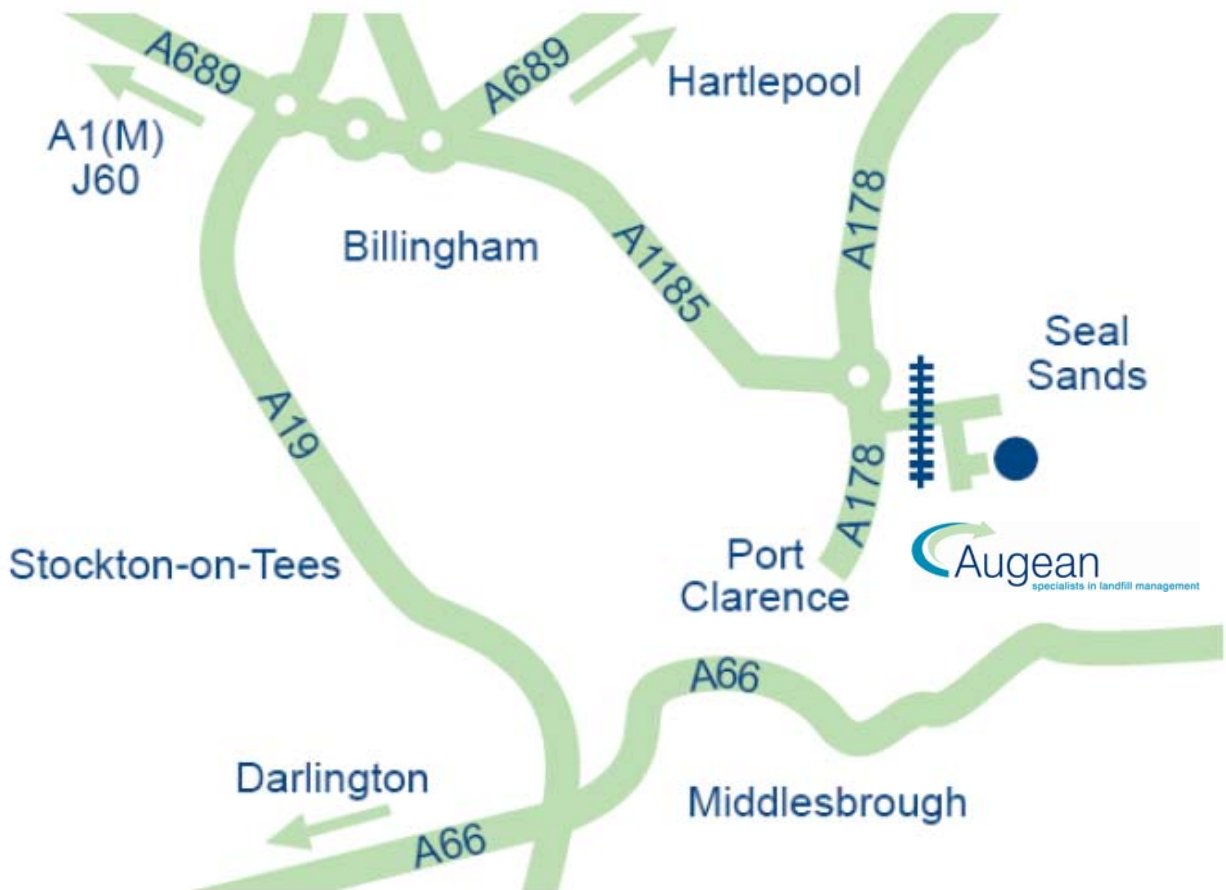 A689
A689
Hartlepool
A1(M)
J60
A178
Billingham
A1185
Seal
Sands
A19
A178
Stockton-on-Tees
Port
Clarence
Augean
specialists in landfill management
A66
Darlington
Middlesbrough
A66